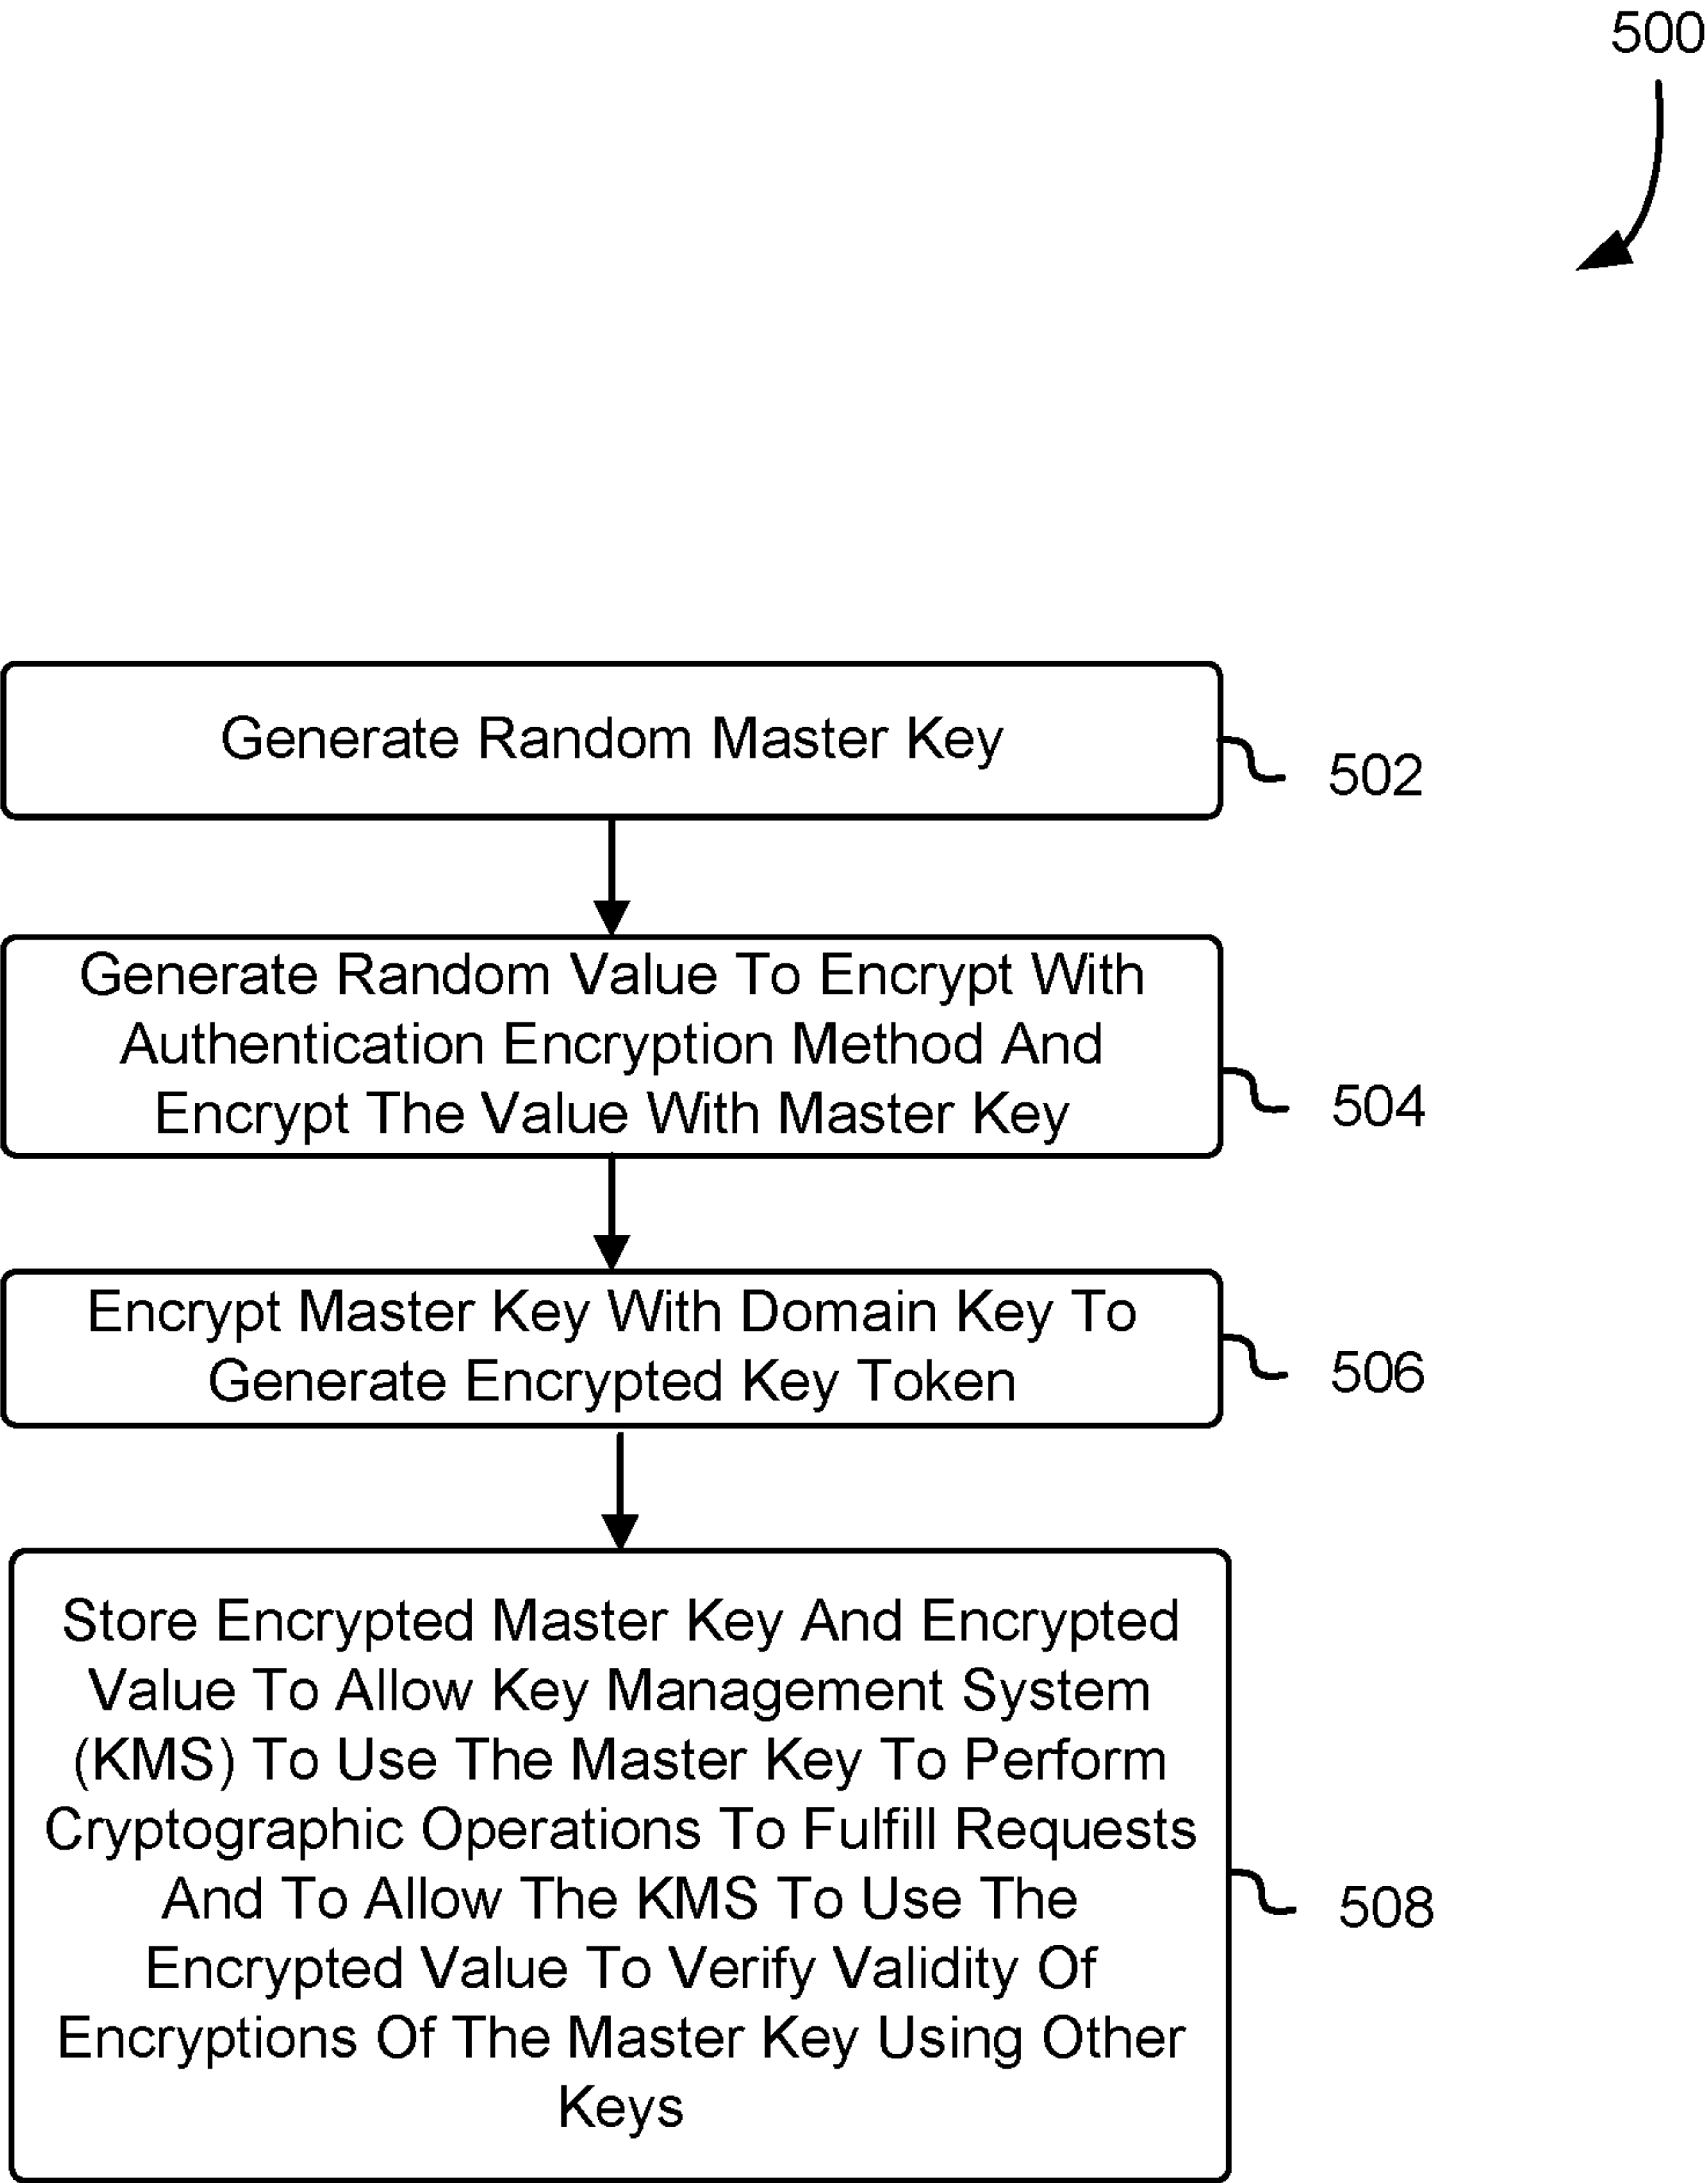 500
Generate Random Master Key
502
Generate Random Value To Encrypt With
Authentication Encryption Method And
Encrypt The Value With Master Key
504
Encrypt Master Key With Domain Key To
Generate Encrypted Key Token
506
Store Encrypted Master Key And Encrypted
Value To Allow Key Management System
(KMS) To Use The Master Key To Perform
Cryptographic Operations To Fulfill Requests
And To Allow The KMS To Use The
Encrypted Value To Verify Validity Of
Encryptions Of The Master Key Using Other
Keys
508